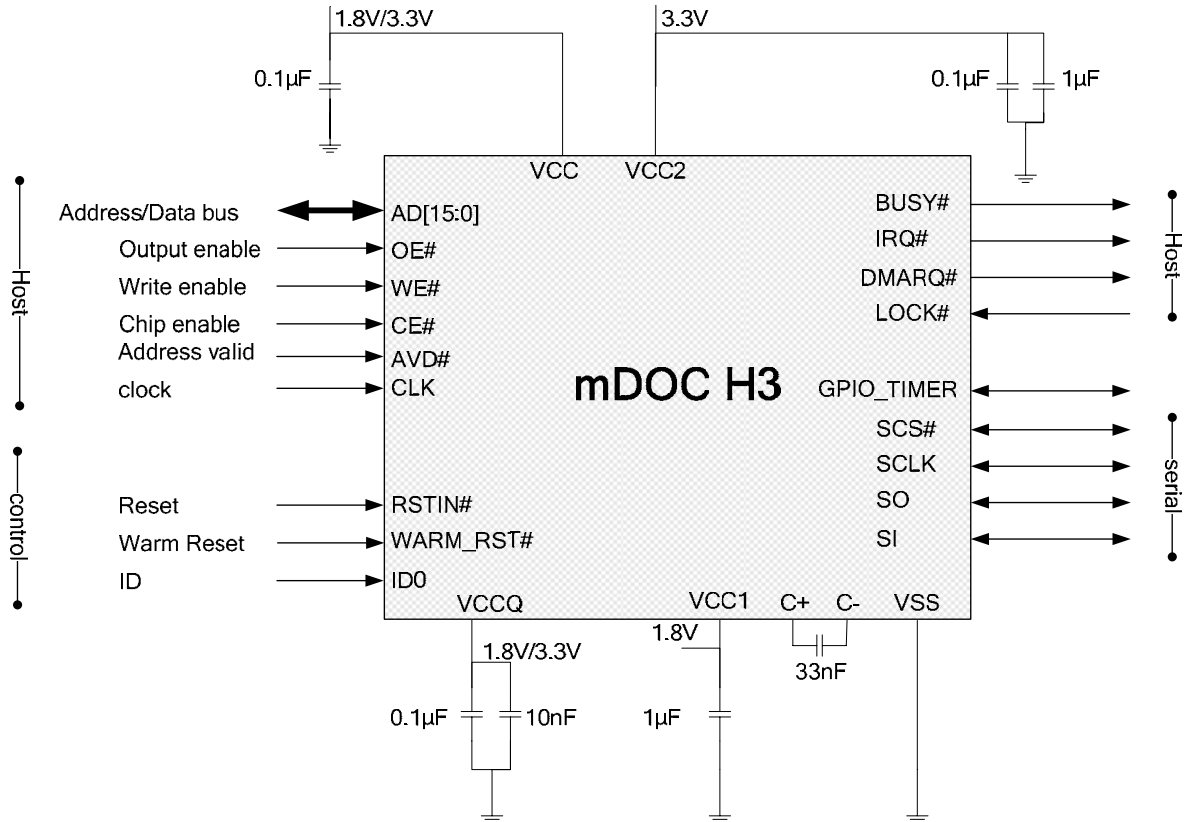 1.8V/3.3V
3.3V
0.1µF
0.1µF
1µF
VCC
VCC2
Host
Address/Data bus
AD[15:0]
Output enable
OE#
Write enable
WE#
Chip enable
CE#
Address valid
AVD#
clock
CLK
mDOC H3
BUSY#
IRQ#
DMARQ#
LOCK#
Host
GPIO_TIMER
SCS#
SCLK
SO
SI
serial
control
Reset
RSTIN#
Warm Reset
WARM_RST#
ID
ID0
VCCQ
VCC1
C+
C-
VSS
1.8V/3.3V
1.8V
33nF
0.1µF
10nF
1µF